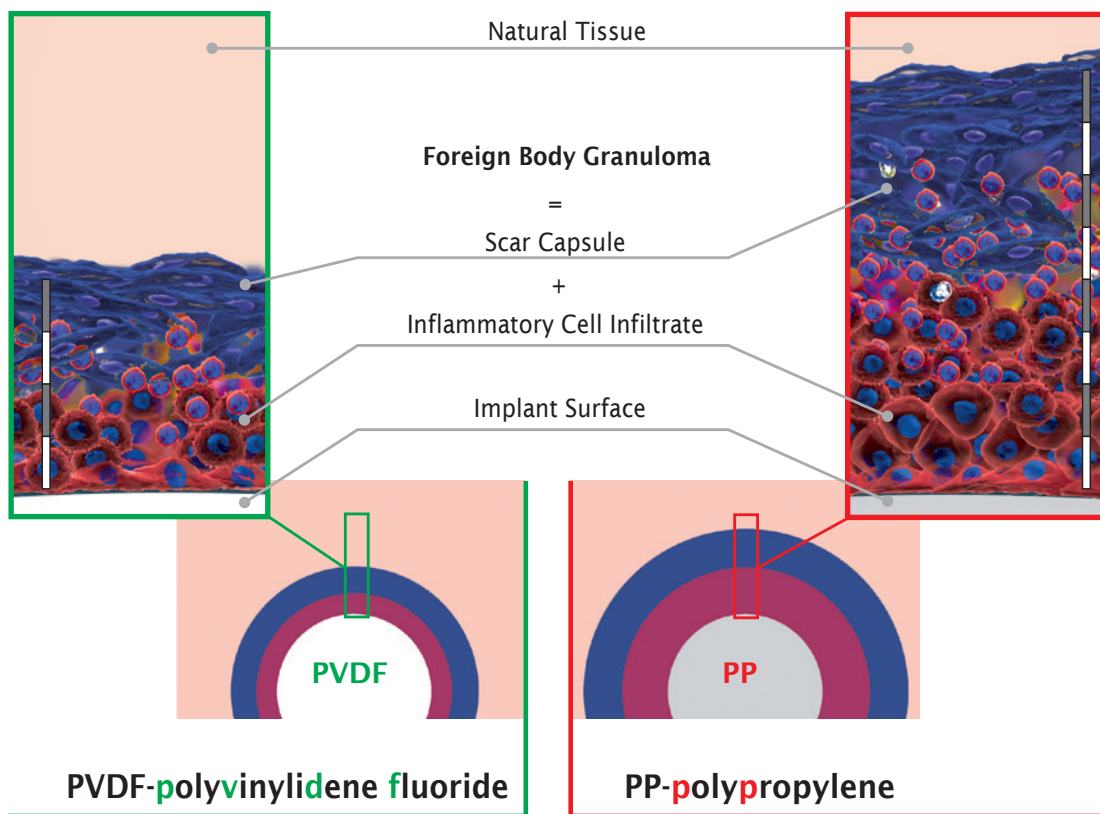 Natural Tissue
Foreign Body Granuloma
=
Scar Capsule
+
Inflammatory Cell Infiltrate
Implant Surface
PVDF
PP
PVDF-polyvinylidene fluoride
PP-polypropylene